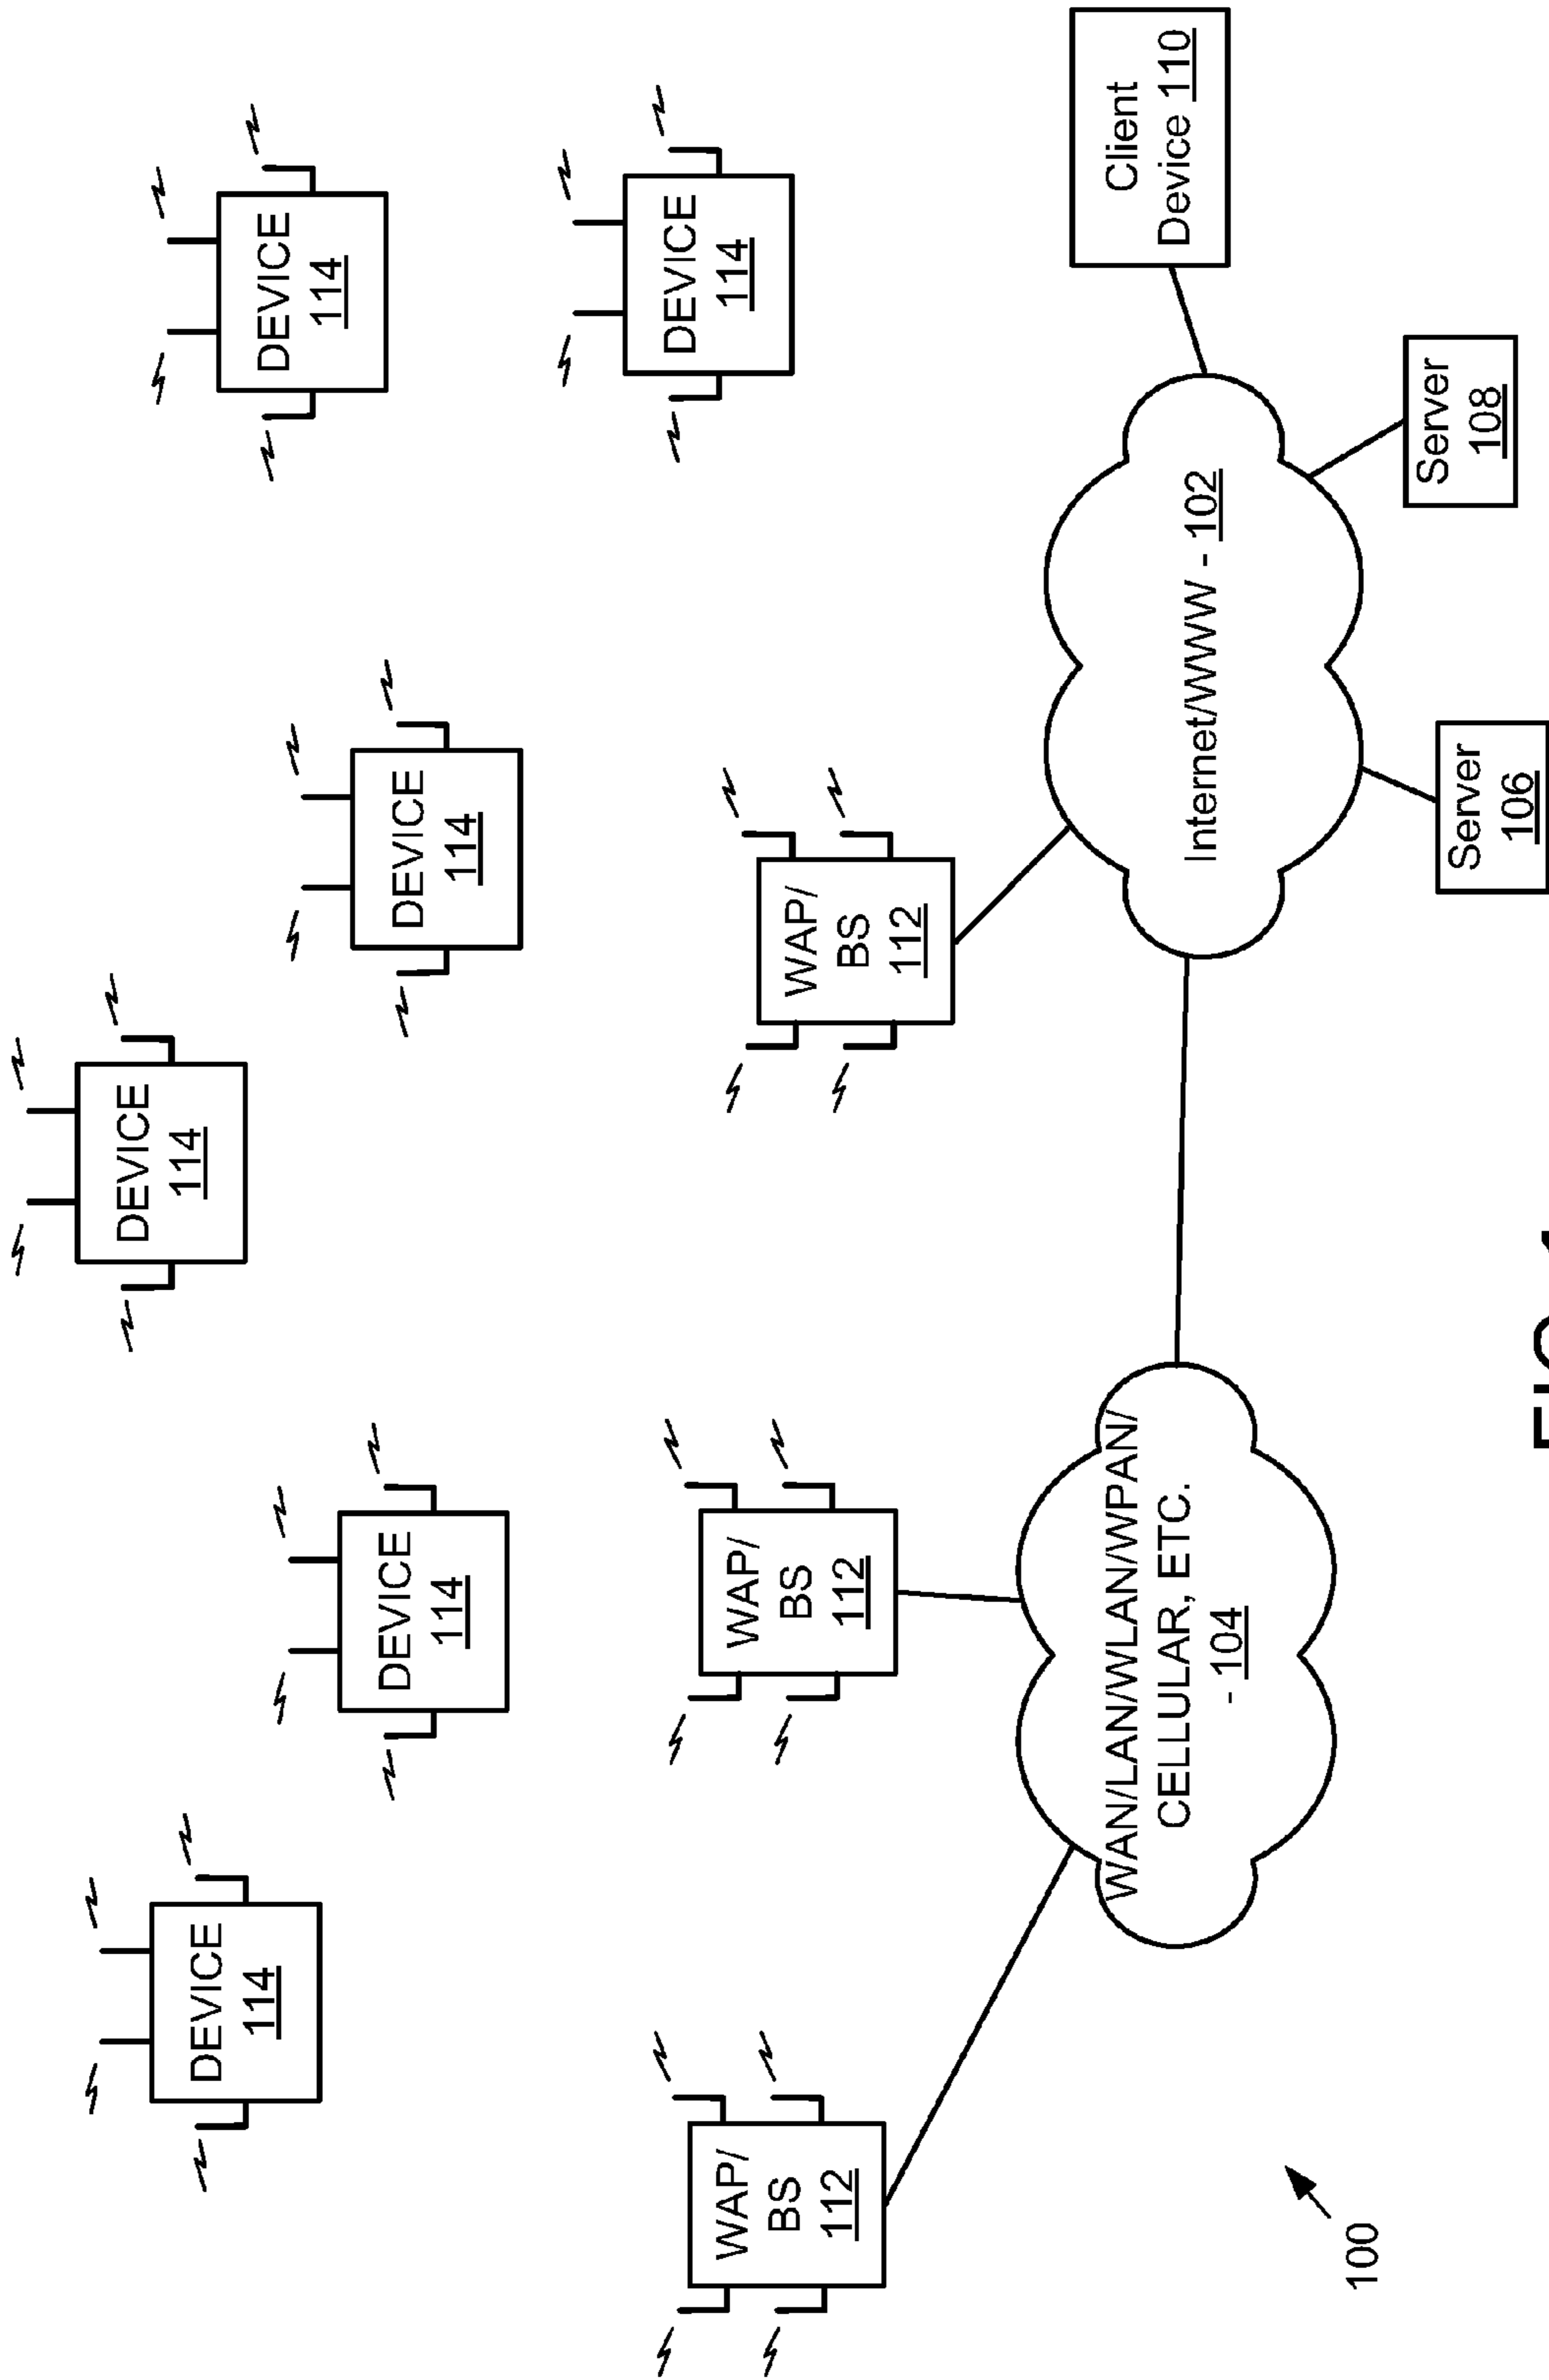 DEVICE
114
DEVICE
114
DEVICE
114
DEVICE
114
DEVICE
114
DEVICE
114
WAP/
BS
112
WAP/
BS
112
WAP/
BS
112
WAN/LAN/WLAN/WPAN/
CELLULAR, ETC.
- 104
Internet/WWW - 102
Client
Device 110
Server
106
Server
108
100
FIG